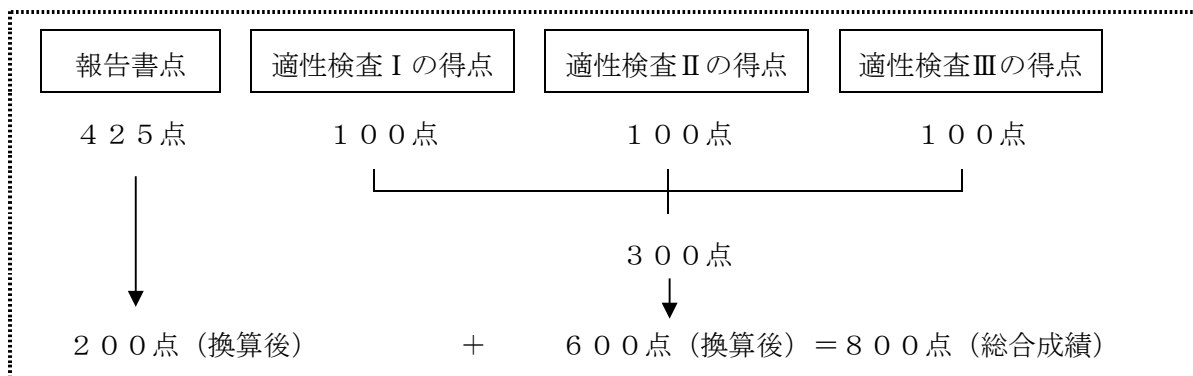 報告書点 適性検査Ⅰの得点 適性検査Ⅱの得点 適性検査Ⅲの得点
４２５点 １００点 １００点 １００点
３００点
２００点（換算後） ＋ ６００点（換算後）＝８００点（総合成績）